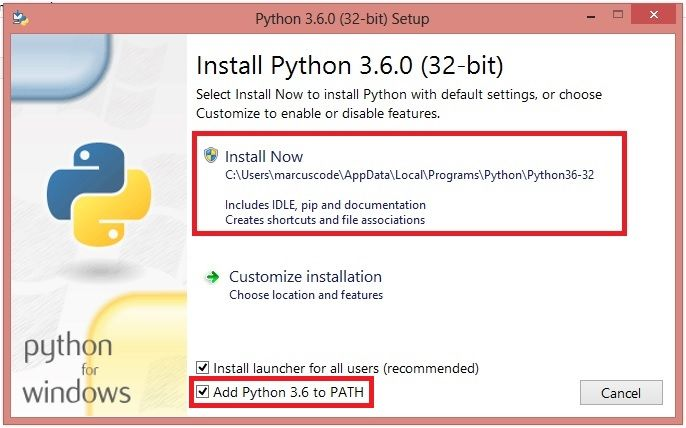 Python 3.6.0 (32-bit) Setup
Install Python 3.6.0 (32-bit)
Select Install Now to install Python with default settings, or choose
Customize to enable or disable features.
Install Now
C:\Users\marcuscode\AppData\Local\Programs\Python\Python36-32
Includes IDLE, pip and documentation
Creates shortcuts and file associations
Customize installation
Choose location and features
python
for
windows
Install launcher for all users (recommended)
Add Python 3.6 to PATH
Cancel